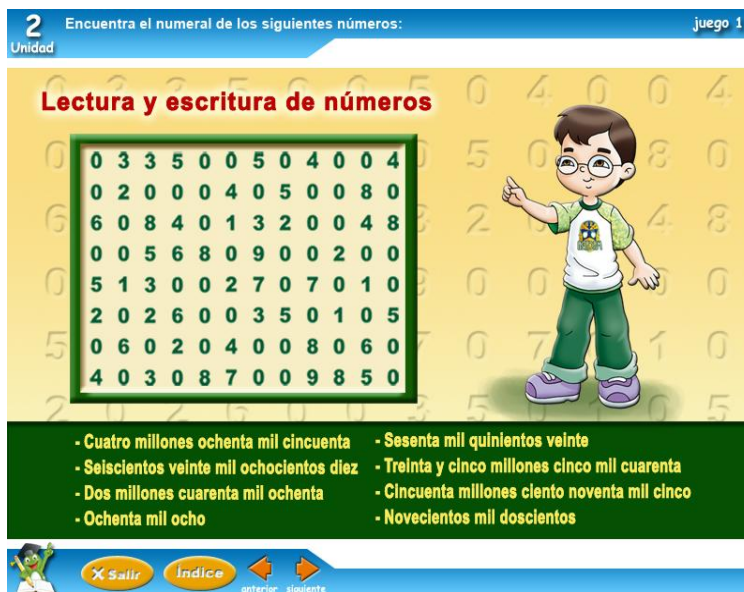 2 Encuentra el numeral de los siguientes números: juego 1
Unidad
Lectura y escritura de números
0 3 3 5 0 0 5 0 4 0 0 4
0 2 0 0 0 4 0 5 0 0 8 0
6 0 8 4 0 1 3 2 0 0 4 8
0 0 5 6 8 0 9 0 0 2 0 0
5 1 3 0 0 2 7 0 7 0 1 0
2 0 2 6 0 0 3 5 0 1 0 5
0 6 0 2 0 4 0 0 8 0 6 0
4 0 3 0 8 7 0 0 9 8 5 0
- Cuatro millones ochenta mil cincuenta
- Seiscientos veinte mil ochocientos diez
- Dos millones cuarenta mil ochenta
- Ochenta mil ocho
- Sesenta mil quinientos veinte
- Treinta y cinco millones cinco mil cuarenta
- Cincuenta millones ciento noventa mil cinco
- Novecientos mil doscientos
X Salir Índice anterior siguiente